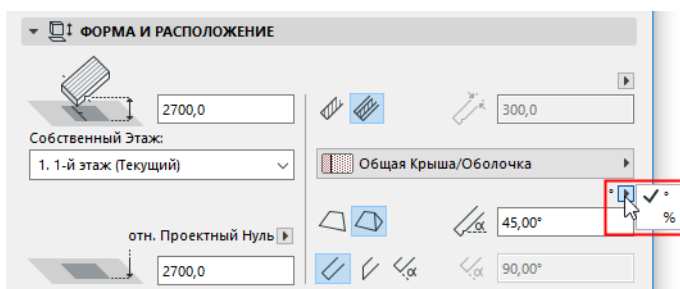 ФОРМА И РАСПОЛОЖЕНИЕ
2700,0
300,0
Собственный Этаж:
1. 1-й этаж (Текущий)
Общая Крыша/Оболочка
° °
%
α 45,00°
отн. Проектный Нуль
2700,0
α α 90,00°